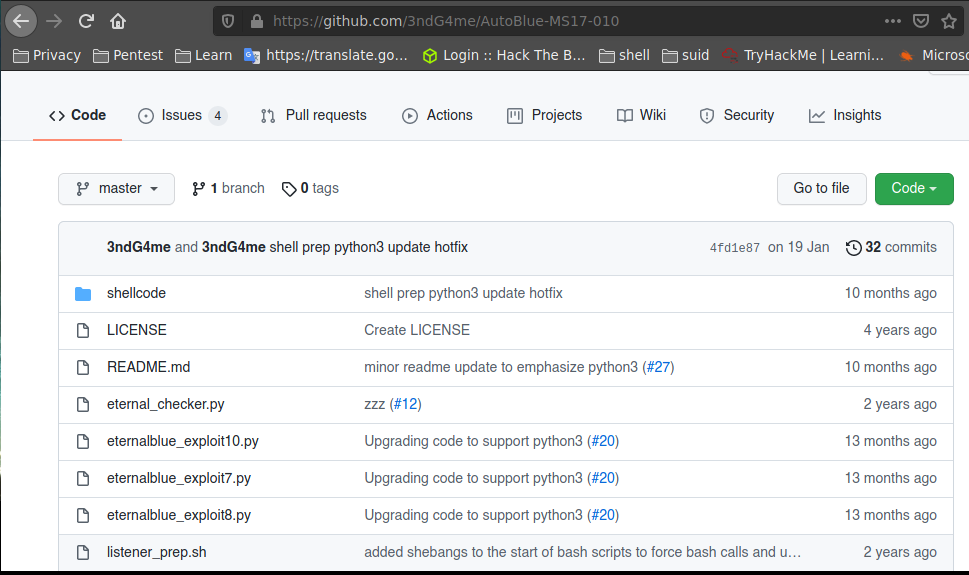 https://github.com/3ndG4me/AutoBlue-MS17-010
Privacy Pentest Learn https://translate.go... Login :: Hack The B... shell suid TryHackMe | Learni... Microso
Code Issues 4 Pull requests Actions Projects Wiki Security Insights
master 1 branch 0 tags Go to file Code
3ndG4me and 3ndG4me shell prep python3 update hotfix 4fd1e87 on 19 Jan 32 commits
shellcode shell prep python3 update hotfix 10 months ago
LICENSE Create LICENSE 4 years ago
README.md minor readme update to emphasize python3 (#27) 10 months ago
eternal_checker.py zzz (#12) 2 years ago
eternalblue_exploit10.py Upgrading code to support python3 (#20) 13 months ago
eternalblue_exploit7.py Upgrading code to support python3 (#20) 13 months ago
eternalblue_exploit8.py Upgrading code to support python3 (#20) 13 months ago
listener_prep.sh added shebangs to the start of bash scripts to force bash calls and u... 2 years ago